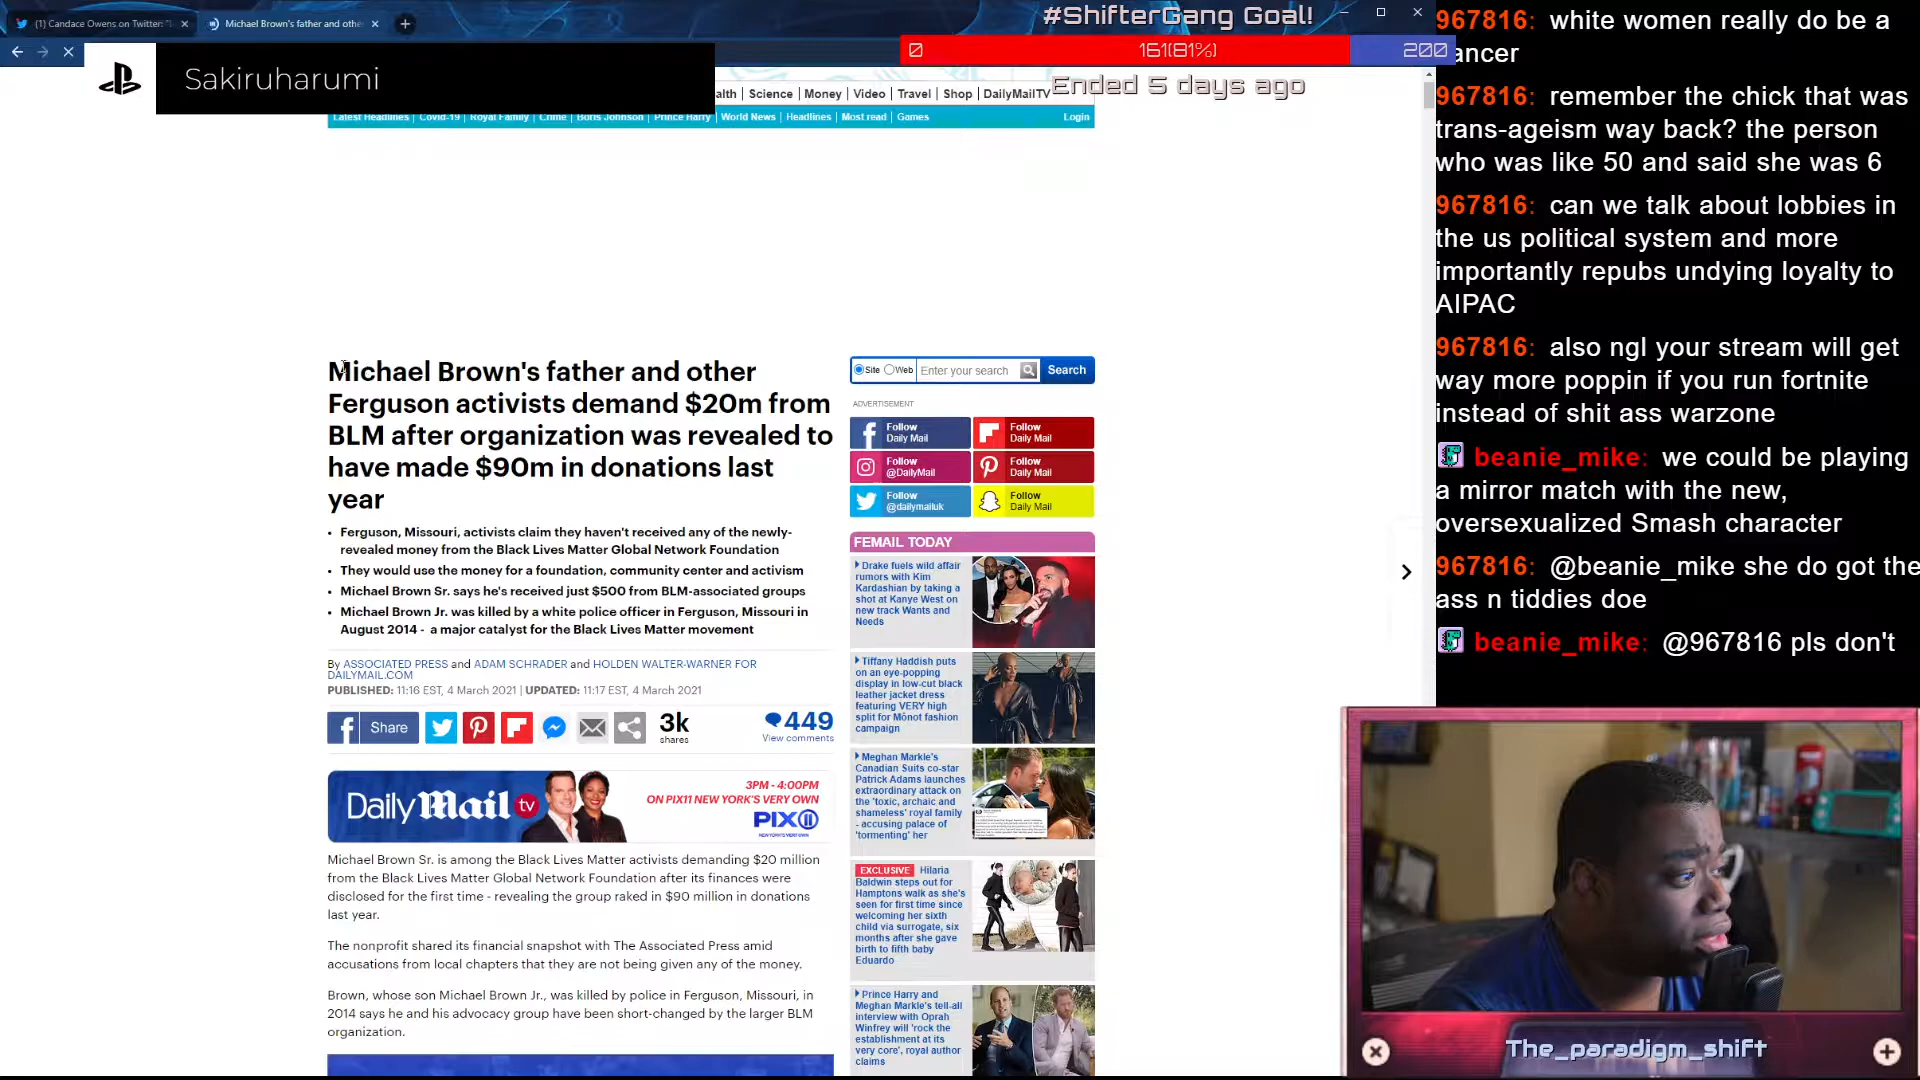 (1) Candace Owens on Twitter: "
Michael Brown's father and othe
#ShifterGang Goal!
0
161(81%)
200
Ended 5 days ago
Sakiruharumi
alth | Science | Money | Video | Travel | Shop | DailyMailTV
Latest Headlines | Covid-19 | Royal Family | Crime | Boris Johnson | Prince Harry | World News | Headlines | Most read | Games
Login
Michael Brown's father and other
Ferguson activists demand $20m from
BLM after organization was revealed to
have made $90m in donations last
year
• Ferguson, Missouri, activists claim they haven't received any of the newly-
revealed money from the Black Lives Matter Global Network Foundation
• They would use the money for a foundation, community center and activism
• Michael Brown Sr. says he's received just $500 from BLM-associated groups
• Michael Brown Jr. was killed by a white police officer in Ferguson, Missouri in
August 2014 - a major catalyst for the Black Lives Matter movement
By ASSOCIATED PRESS and ADAM SCHRADER and HOLDEN WALTER-WARNER FOR
DAILYMAIL.COM
PUBLISHED: 11:16 EST, 4 March 2021 | UPDATED: 11:17 EST, 4 March 2021
Share
3k
shares
449
View comments
Daily Mail tv
3PM - 4:00PM
ON PIX11 NEW YORK'S VERY OWN
PIX11
NEW YORK'S VERY OWN
Michael Brown Sr. is among the Black Lives Matter activists demanding $20 million
from the Black Lives Matter Global Network Foundation after its finances were
disclosed for the first time - revealing the group raked in $90 million in donations
last year.
The nonprofit shared its financial snapshot with The Associated Press amid
accusations from local chapters that they are not being given any of the money.
Brown, whose son Michael Brown Jr., was killed by police in Ferguson, Missouri, in
2014 says he and his advocacy group have been short-changed by the larger BLM
organization.
Site
Web
Enter your search
Search
ADVERTISEMENT
Follow
Daily Mail
Follow
Daily Mail
Follow
@DailyMail
Follow
Daily Mail
Follow
@dailymailuk
Follow
Daily Mail
FEMAIL TODAY
Drake fuels wild affair
rumors with Kim
Kardashian by taking a
shot at Kanye West on
new track Wants and
Needs
Tiffany Haddish puts
on an eye-popping
display in low-cut black
leather jacket dress
featuring VERY high
split for Mônot fashion
campaign
Meghan Markle's
Canadian Suits co-star
Patrick Adams launches
extraordinary attack on
the 'toxic, archaic and
shameless' royal family
- accusing palace of
'tormenting' her
EXCLUSIVE Hilaria
Baldwin steps out for
Hamptons walk as she's
seen for first time since
welcoming her sixth
child via surrogate, six
months after she gave
birth to fifth baby
Eduardo
Prince Harry and
Meghan Markle's tell-all
interview with Oprah
Winfrey will 'rock the
establishment at its
very core', royal author
claims
967816: white women really do be a
cancer
967816: remember the chick that was
trans-ageism way back? the person
who was like 50 and said she was 6
967816: can we talk about lobbies in
the us political system and more
importantly repubs undying loyalty to
AIPAC
967816: also ngl your stream will get
way more poppin if you run fortnite
instead of shit ass warzone
beanie_mike: we could be playing
a mirror match with the new,
oversexualized Smash character
967816: @beanie_mike she do got the
ass n tiddies doe
beanie_mike: @967816 pls don't
The_paradigm_shift